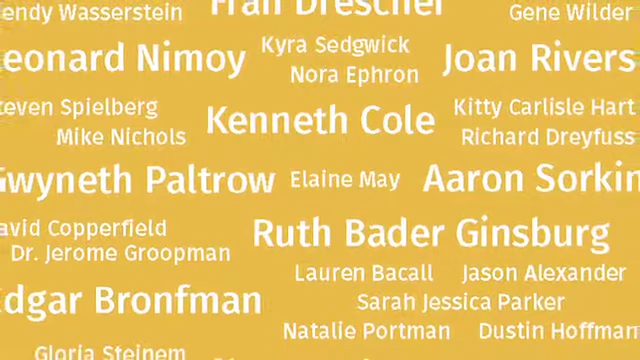 endy Wasserstein Fran Drescher Gene Wilder
eonard Nimoy Kyra Sedgwick Joan Rivers
Nora Ephron
teven Spielberg Kenneth Cole Kitty Carlisle Hart
Mike Nichols Richard Dreyfuss
Gwyneth Paltrow Elaine May Aaron Sorkin
avid Copperfield Ruth Bader Ginsburg
Dr. Jerome Groopman
Lauren Bacall Jason Alexander
Edgar Bronfman Sarah Jessica Parker
Natalie Portman Dustin Hoffman
Gloria Steinem